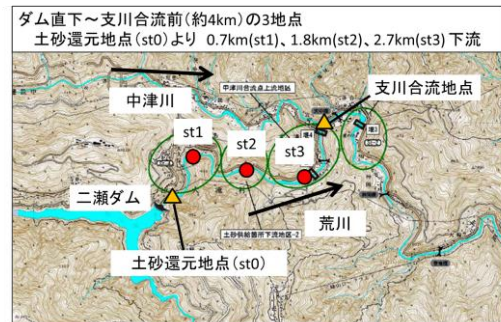 ダム直下～支川合流前(約4km)の3地点
土砂還元地点(st0)より 0.7km(st1)、1.8km(st2)、2.7km(st3)下流
中津川合流点上流地区
支川合流地点
中津川
st1
st2
st3
二瀬ダム
荒川
土砂供給箇所下流地区-2
土砂還元地点(st0)